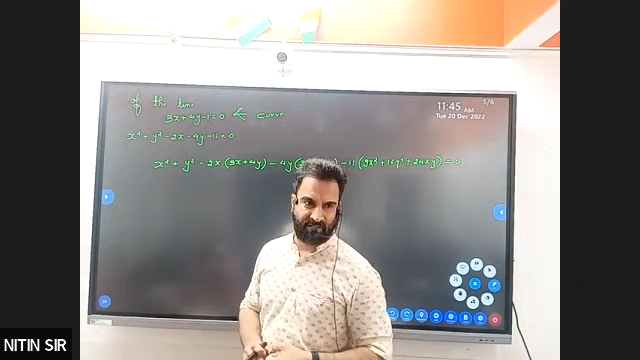 of the line
3x+4y-1=0 & curve
x²+y²-2x-4y-11=0
x²+y²-2x(3x+4y)-4y(3 -11(9x²+16y²+24xy)=0
11:45 AM
Tue 20 Dec 2022
5/6
NITIN SIR